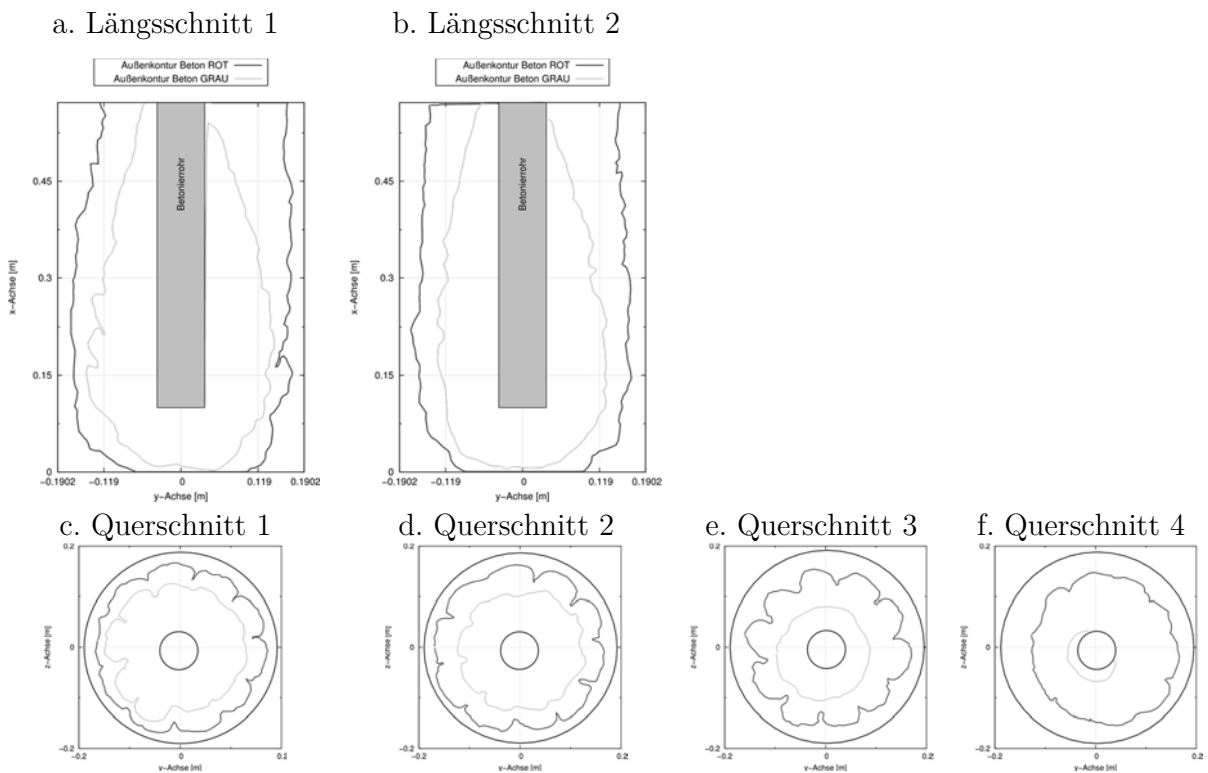 a. Längsschnitt 1
b. Längsschnitt 2
Außenkontur Beton ROT
Außenkontur Beton GRAU
Außenkontur Beton ROT
Außenkontur Beton GRAU
Betonierrohr
Betonierrohr
x-Achse [m]
0.45
0.3
0.15
0
-0.1902
-0.119
0
0.119
0.1902
y-Achse [m]
x-Achse [m]
0.45
0.3
0.15
0
-0.1902
-0.119
0
0.119
0.1902
y-Achse [m]
c. Querschnitt 1
d. Querschnitt 2
e. Querschnitt 3
f. Querschnitt 4
0.2
z-Achse [m]
0
-0.2
-0.2
0
0.2
y-Achse [m]
0.2
z-Achse [m]
0
-0.2
-0.2
0
0.2
y-Achse [m]
0.2
z-Achse [m]
0
-0.2
-0.2
0
0.2
y-Achse [m]
0.2
z-Achse [m]
0
-0.2
-0.2
0
0.2
y-Achse [m]